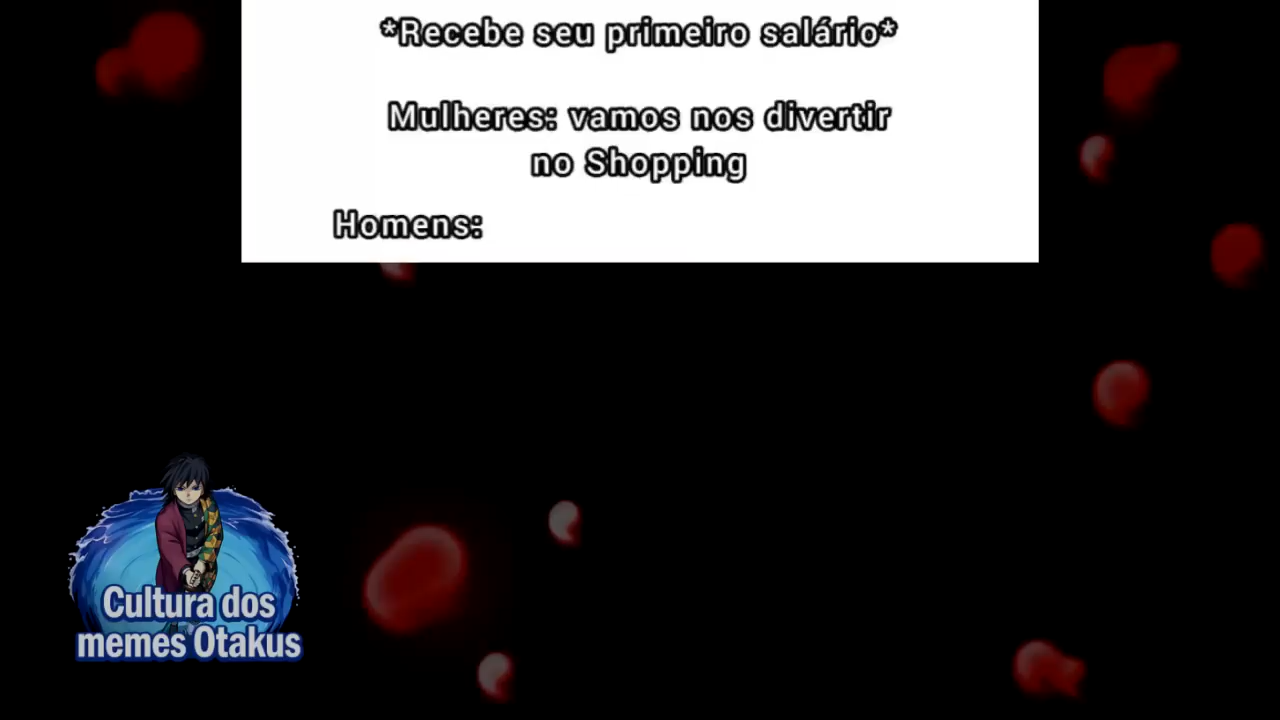 *Recebe seu primeiro salário*
Mulheres: vamos nos divertir
no Shopping
Homens:
Cultura dos
memes Otakus